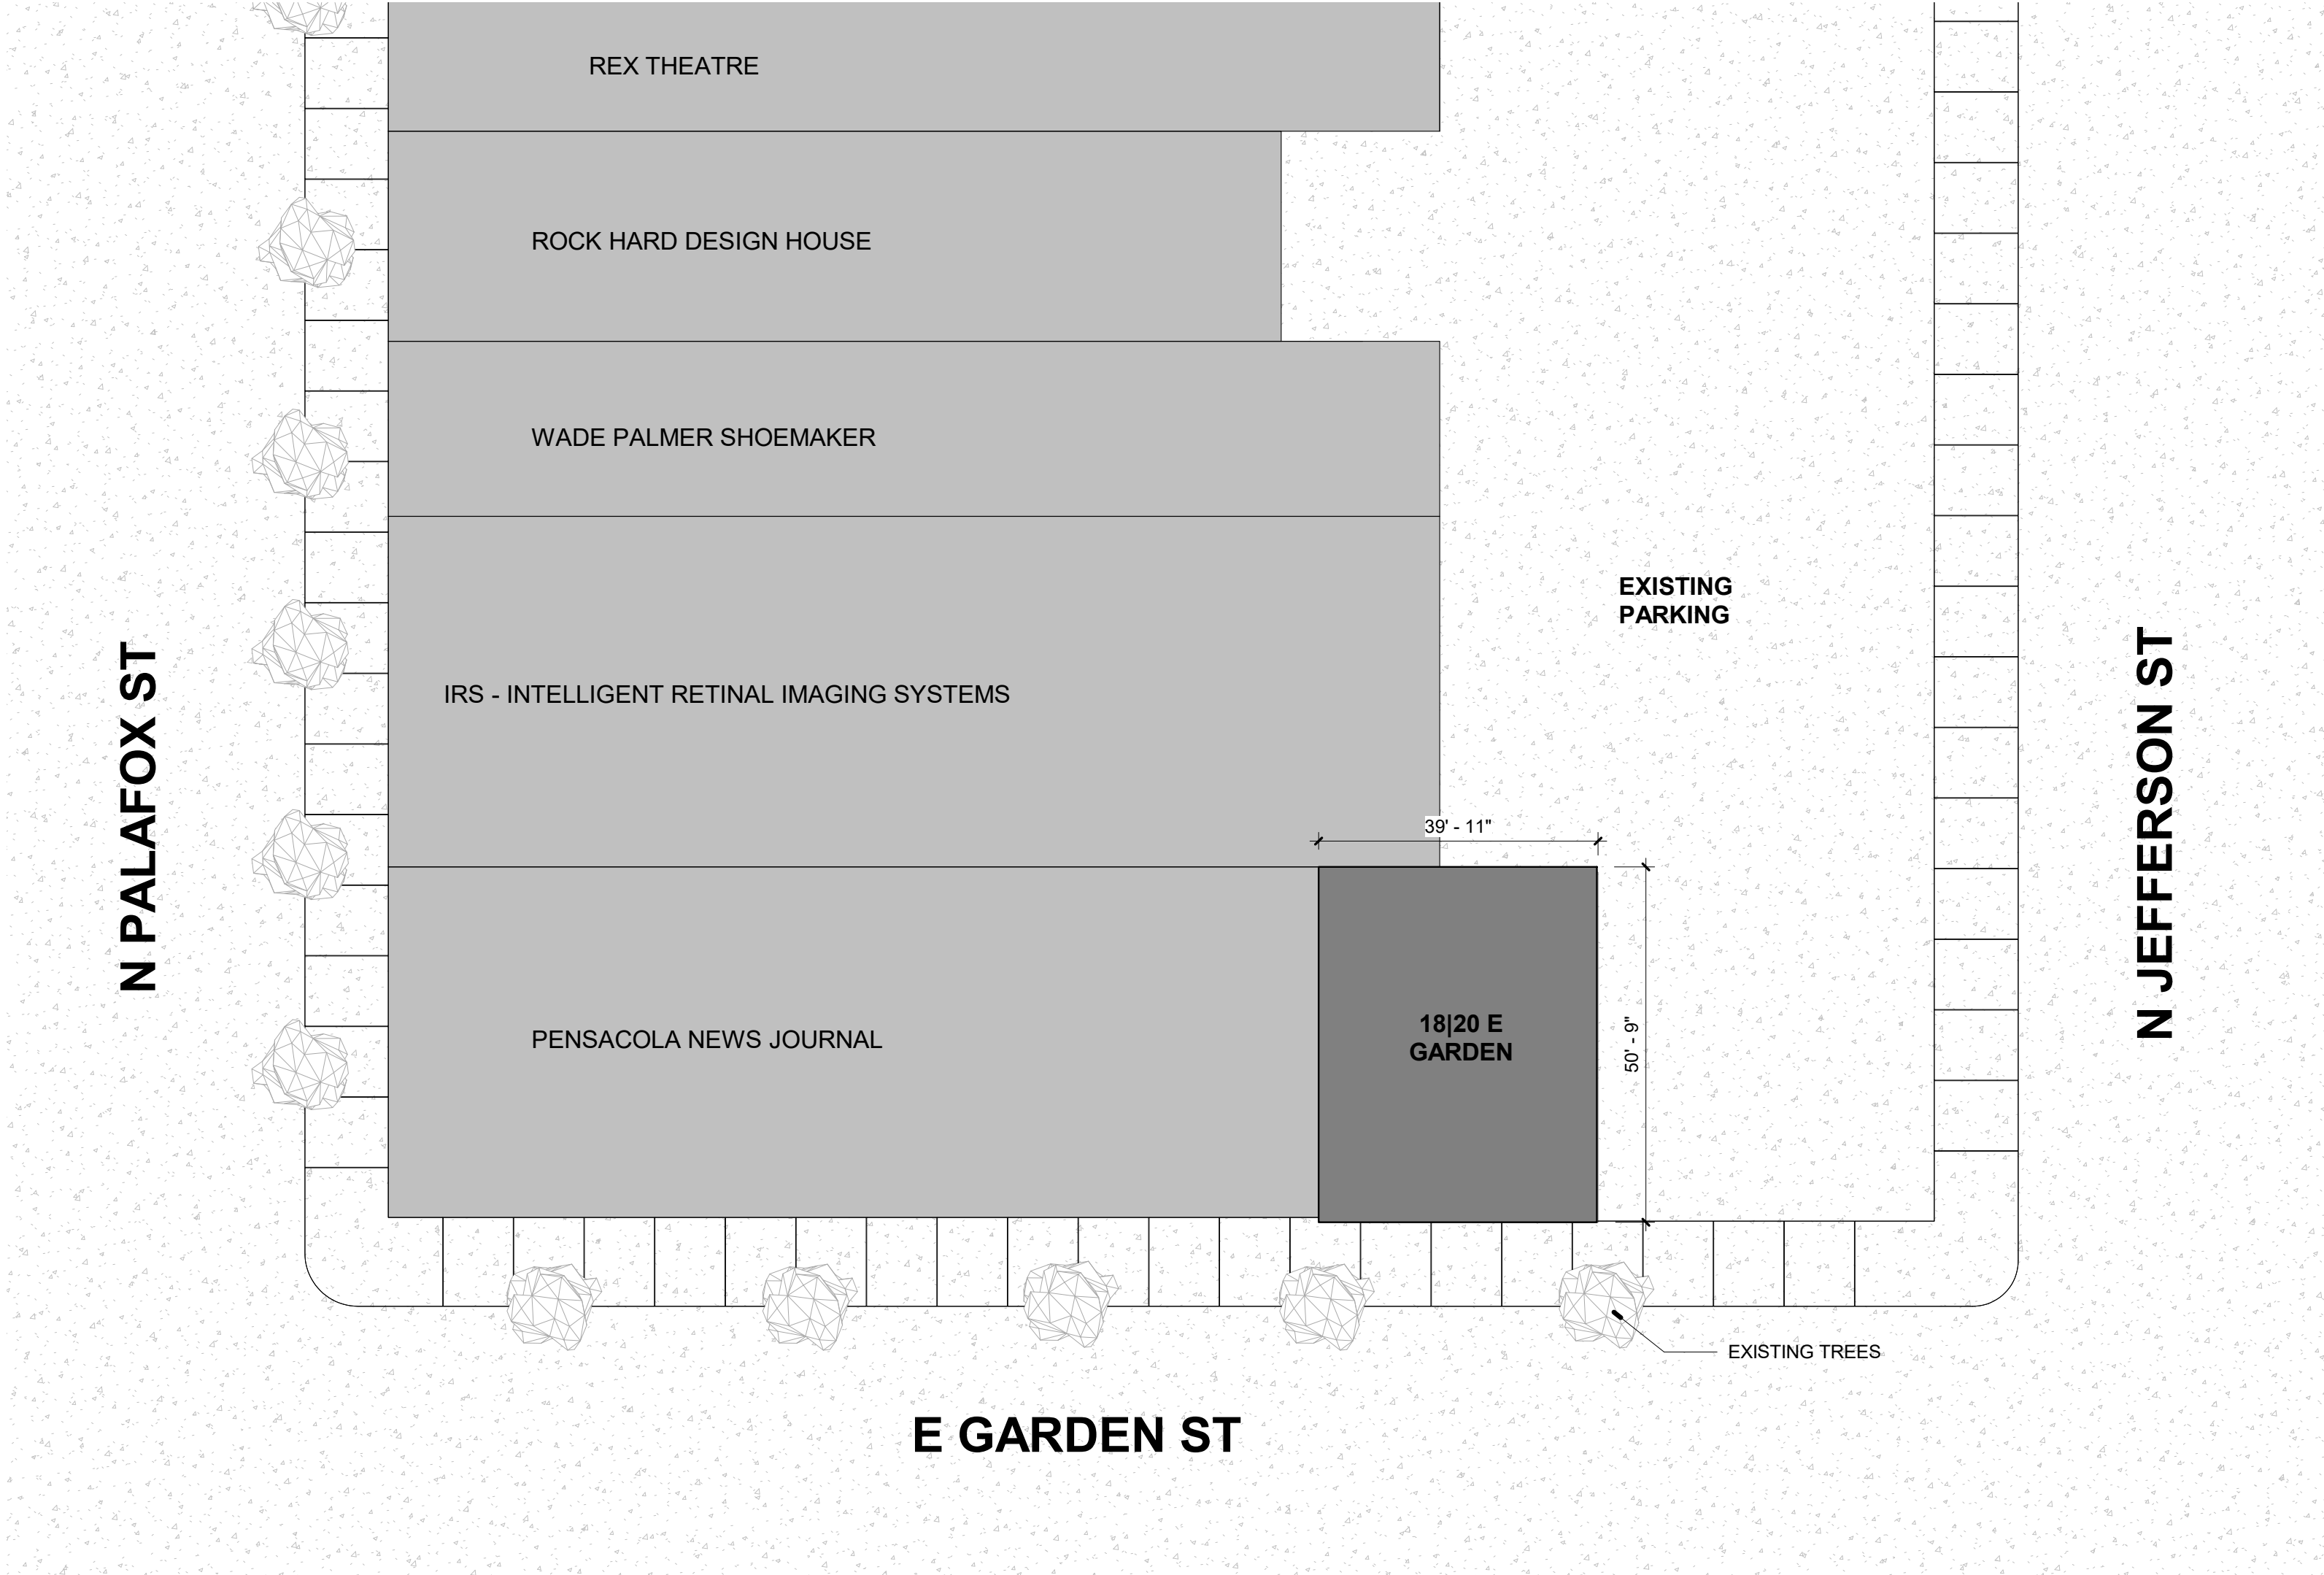 REX THEATRE
ROCK HARD DESIGN HOUSE
WADE PALMER SHOEMAKER
EXISTING
PARKING
IRS - INTELLIGENT RETINAL IMAGING SYSTEMS
N PALAFOX ST
N JEFFERSON ST
39' - 11"
18|20 E
GARDEN
50' - 9"
PENSACOLA NEWS JOURNAL
EXISTING TREES
E GARDEN ST